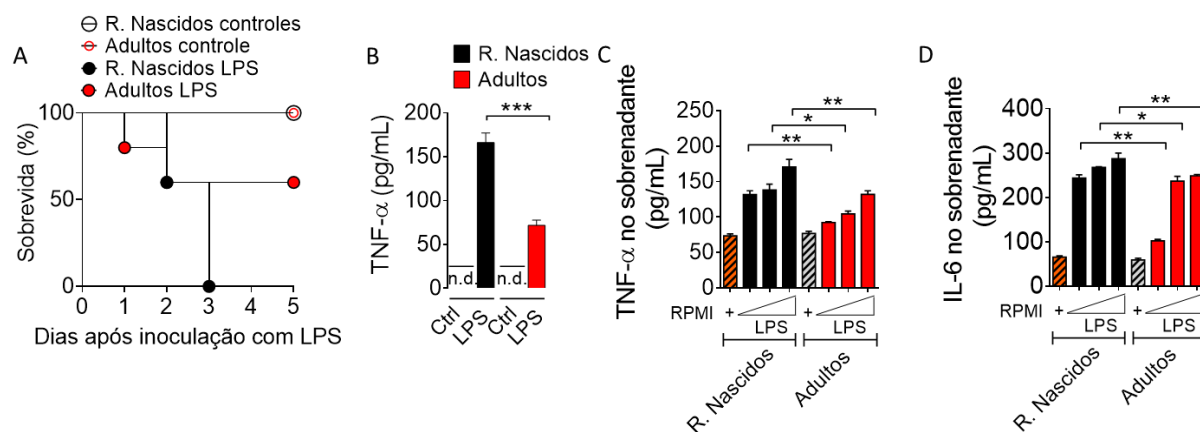 A
R. Nascidos controles
Adultos controle
R. Nascidos LPS
Adultos LPS
Sobrevida (%)
100
50
0
0 1 2 3 4 5
Dias após inoculação com LPS
B
R. Nascidos
Adultos
***
TNF-α (pg/mL)
200
150
100
50
0
n.d.
n.d.
Ctrl
LPS
Ctrl
LPS
C
TNF-α no sobrenadante
(pg/mL)
250
200
150
100
50
0
**
*
**
RPMI + +
LPS LPS
R. Nascidos
Adultos
D
IL-6 no sobrenadante
(pg/mL)
400
300
200
100
0
**
*
**
RPMI + +
LPS LPS
R. Nascidos
Adultos